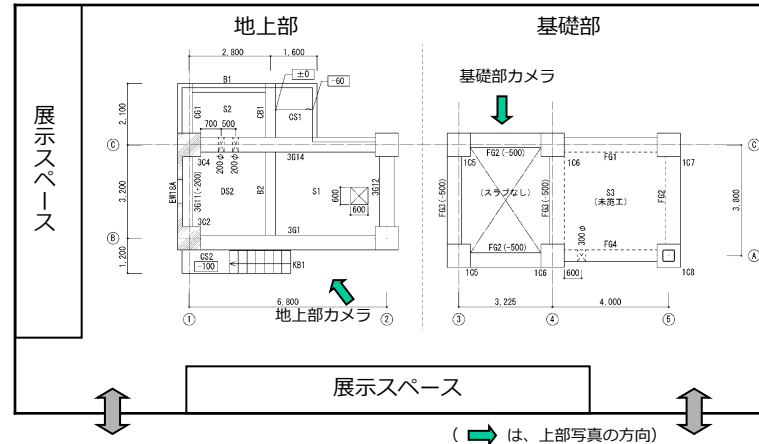 地上部
基礎部
展示スペース
2,800
1,600
B1
±0
-60
2,100
CG1
S2
CB1
CS1
700
500
200φ
200φ
C
3C4
3G14
EW18A
3G11(-200)
DS2
B2
S1
600
600
3G12
3,200
3C2
B
3G1
1,200
CS2
-100
KB1
6,800
1
2
地上部カメラ
基礎部カメラ
FG2(-500)
1C5
1C6
FG1
1C7
C
FG3(-500)
(スラブなし)
FG3(-500)
S3
(未施工)
FG2
3,800
300φ
FG2(-500)
FG4
A
1C5
1C6
600
1C8
3,225
4,000
3
4
5
展示スペース
( は、上部写真の方向)